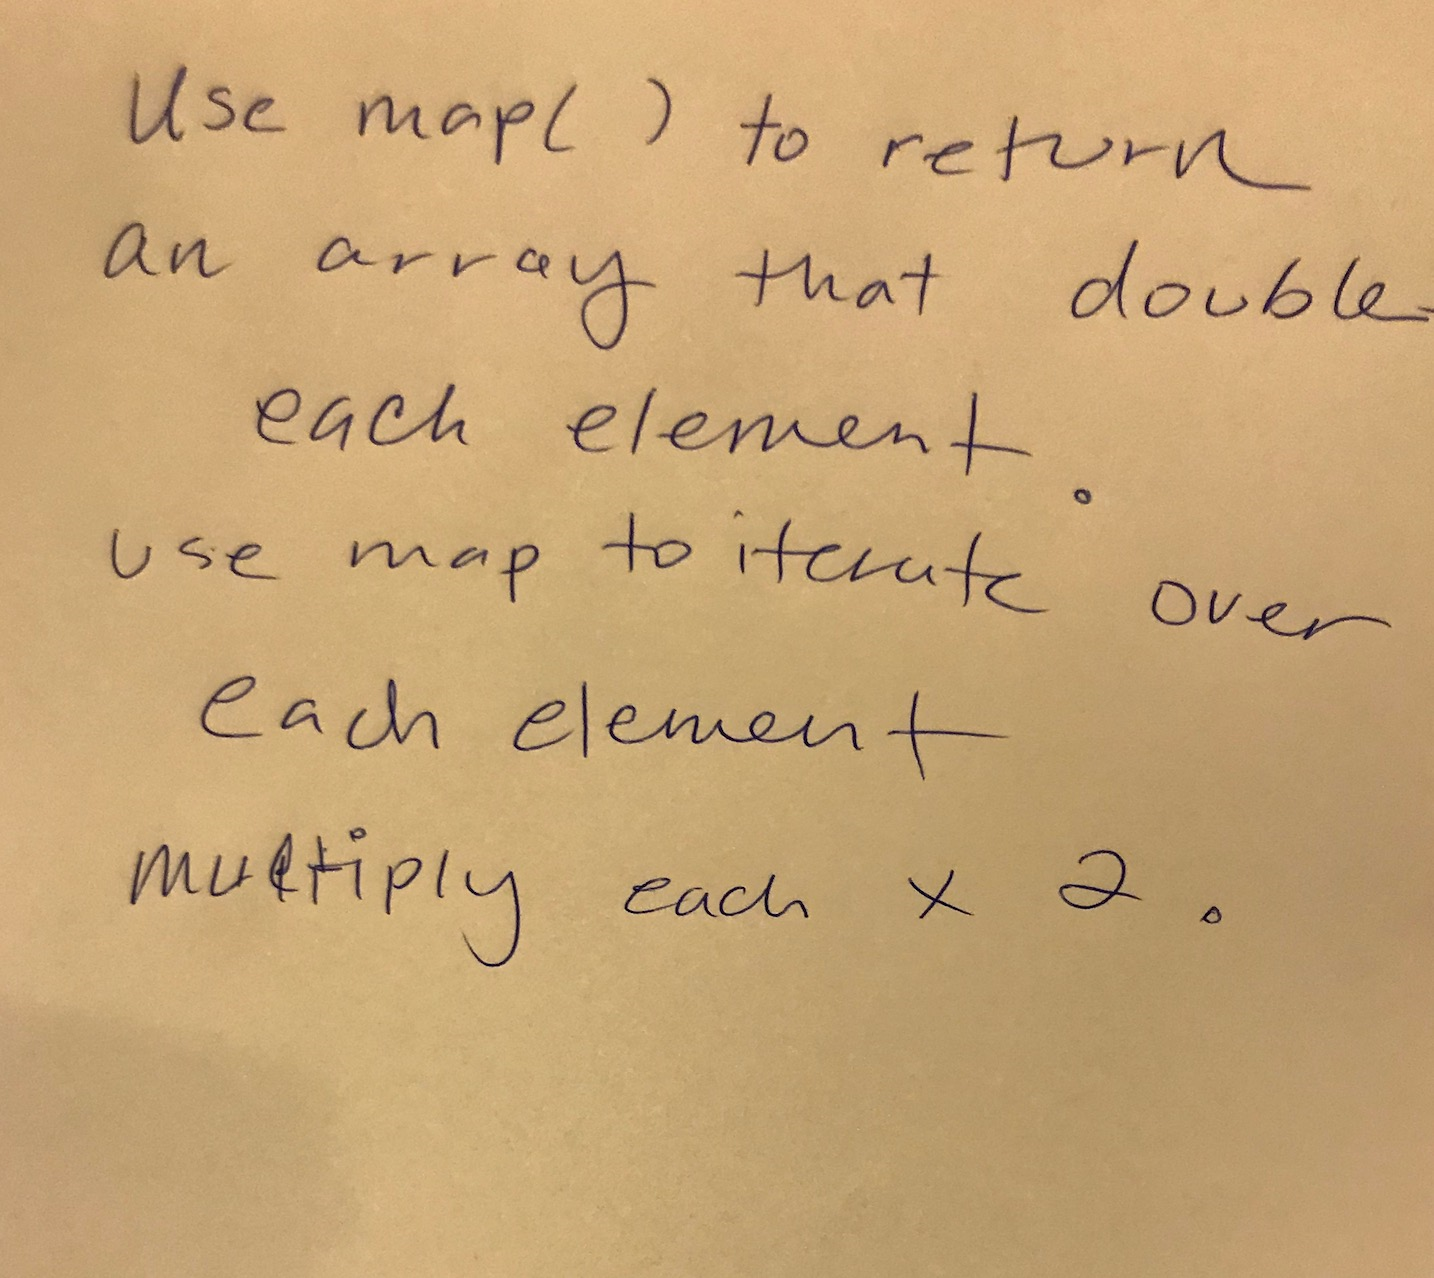 Use map( ) to return
an array that double
each element.
use map to iterate over
each element
multiply each x 2.